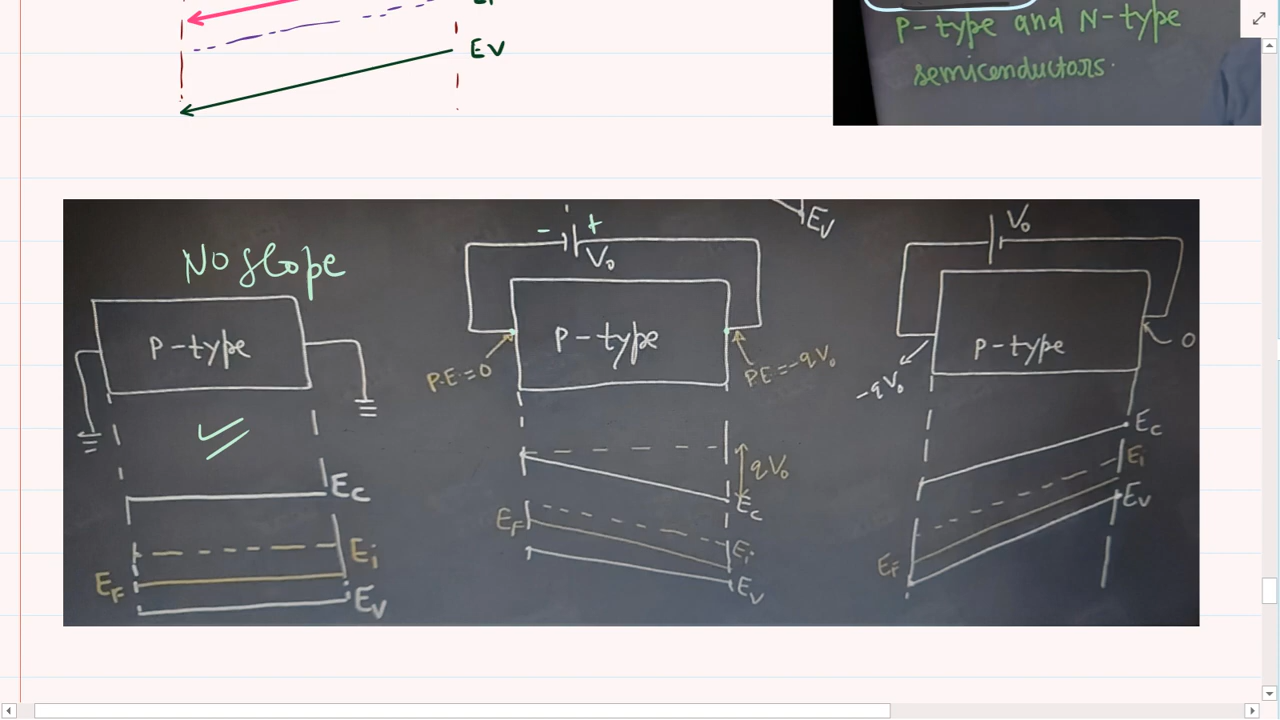 EV
P-type and N-type
semiconductors.
No slope
P-type
EC
Ei
EF
EV
- +
V₀
P-type
P.E=0
PE=-qV₀
qV₀
EC
EF
Ei
EV
EV
V₀
P-type
-qV₀
0
EC
Ei
EV
EF